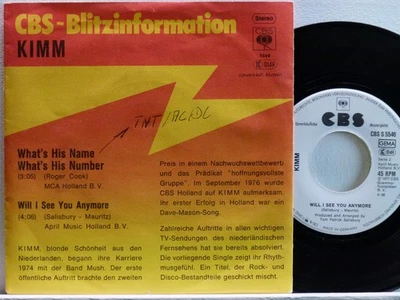 CBS-Blitzinformation
KIMM
Stereo
CBS
TNT/AC/DC
What's His Name
What's His Number
(3:05) (Roger Cook)
MCA Holland B.V.
Will I See You Anymore
(4:06) (Salisbury - Mauritz)
April Music Holland B.V.
KIMM, blonde Schönheit aus den
Niederlanden, begann ihre Karriere
1974 mit der Band Mush. Der erste
öffentliche Auftritt brachte den zweiten
Preis in einem Nachwuchswettbewerb
und das Prädikat "hoffnungsvollste
Gruppe". Im September 1976 wurde
CBS Holland auf KIMM aufmerksam.
Ihr erster Erfolg in Holland war ein
Dave-Mason-Song.
Zahlreiche Auftritte in allen wichtigen
TV-Sendungen des niederländischen
Fernsehens hat sie bereits absolviert.
Die vorliegende Single zeigt ihr Rhyth-
musgefühl. Ein Titel, der Rock- und
Disco-Bestandteile geschickt mischt.
CBS
CBS S 5540
GEMA
45 RPM
KIMM
WILL I SEE YOU ANYMORE
(Salisbury - Mauritz)